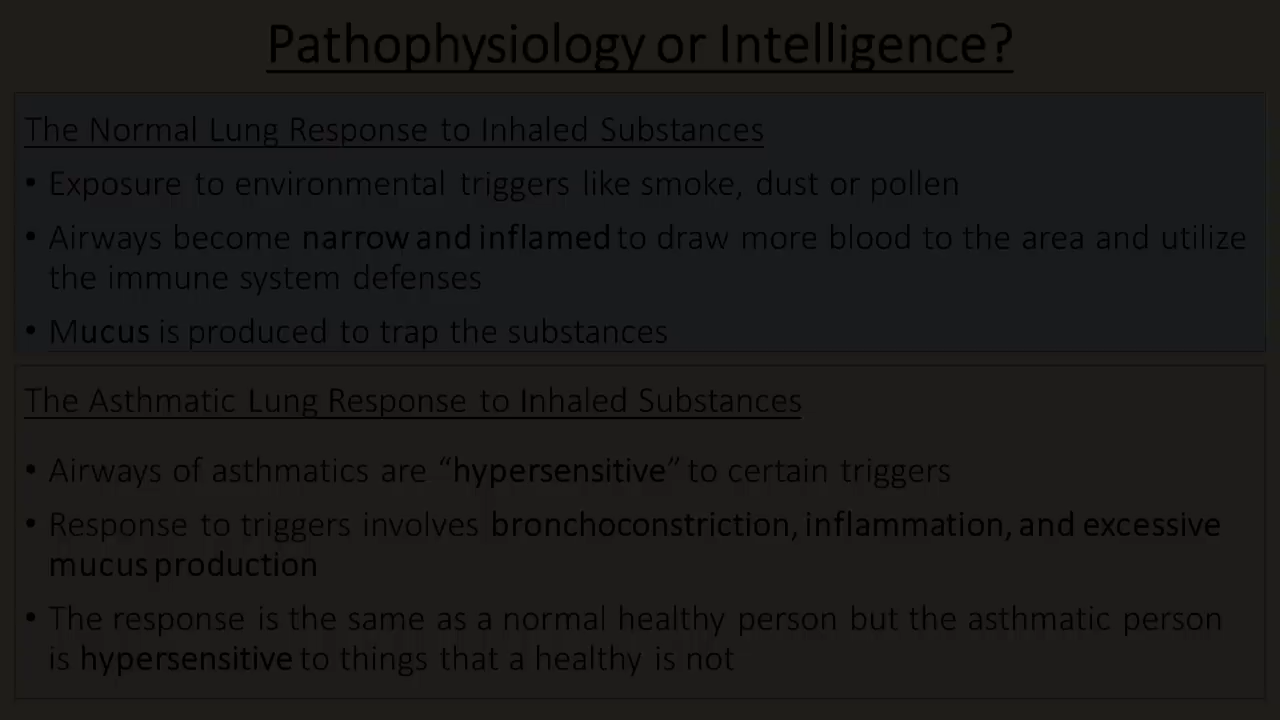 Pathophysiology or Intelligence?
The Normal Lung Response to Inhaled Substances
• Exposure to environmental triggers like smoke, dust or pollen
• Airways become narrow and inflamed to draw more blood to the area and utilize
the immune system defenses
• Mucus is produced to trap the substances
The Asthmatic Lung Response to Inhaled Substances
• Airways of asthmatics are “hypersensitive” to certain triggers
• Response to triggers involves bronchoconstriction, inflammation, and excessive
mucus production
• The response is the same as a normal healthy person but the asthmatic person
is hypersensitive to things that a healthy is not